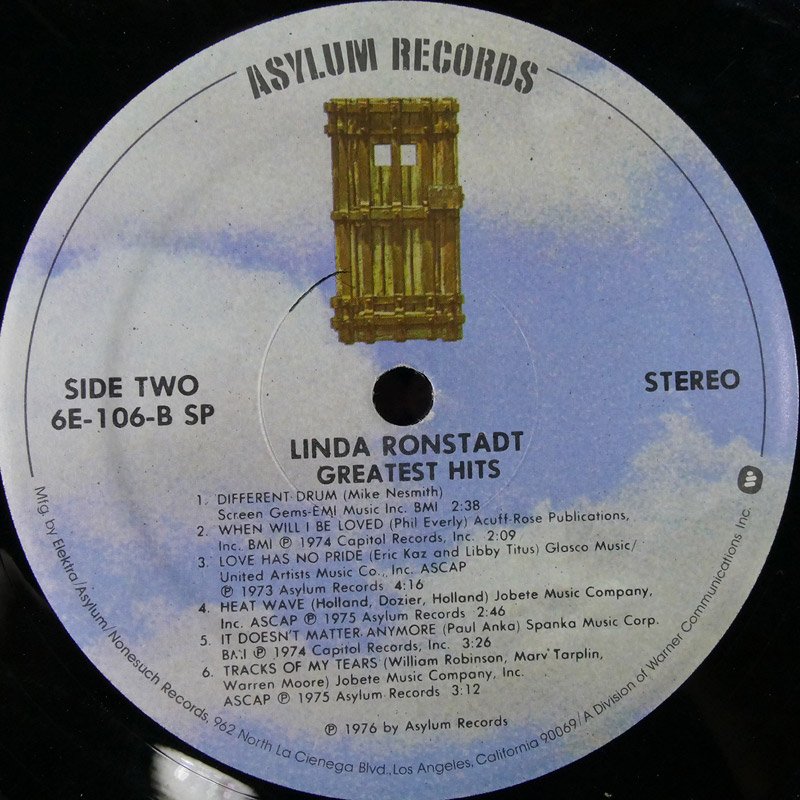 ASYLUM RECORDS
SIDE TWO
6E-106-B SP
STEREO
LINDA RONSTADT
GREATEST HITS
1. DIFFERENT DRUM (Mike Nesmith)
Screen Gems-EMI Music Inc. BMI 2:38
2. WHEN WILL I BE LOVED (Phil Everly) Acuff-Rose Publications,
Inc. BMI ℗ 1974 Capitol Records, Inc. 2:09
3. LOVE HAS NO PRIDE (Eric Kaz and Libby Titus) Glasco Music/
United Artists Music Co., Inc. ASCAP
℗ 1973 Asylum Records 4:16
4. HEAT WAVE (Holland, Dozier, Holland) Jobete Music Company,
Inc. ASCAP ℗ 1975 Asylum Records 2:46
5. IT DOESN'T MATTER ANYMORE (Paul Anka) Spanka Music Corp.
BMI ℗ 1974 Capitol Records, Inc. 3:26
6. TRACKS OF MY TEARS (William Robinson, Marv Tarplin,
Warren Moore) Jobete Music Company, Inc.
ASCAP ℗ 1975 Asylum Records 3:12
℗ 1976 by Asylum Records
Mfg. by Elektra/Asylum/Nonesuch Records, 962 North La Cienega Blvd., Los Angeles, California 90069/A Division of Warner Communications Inc.